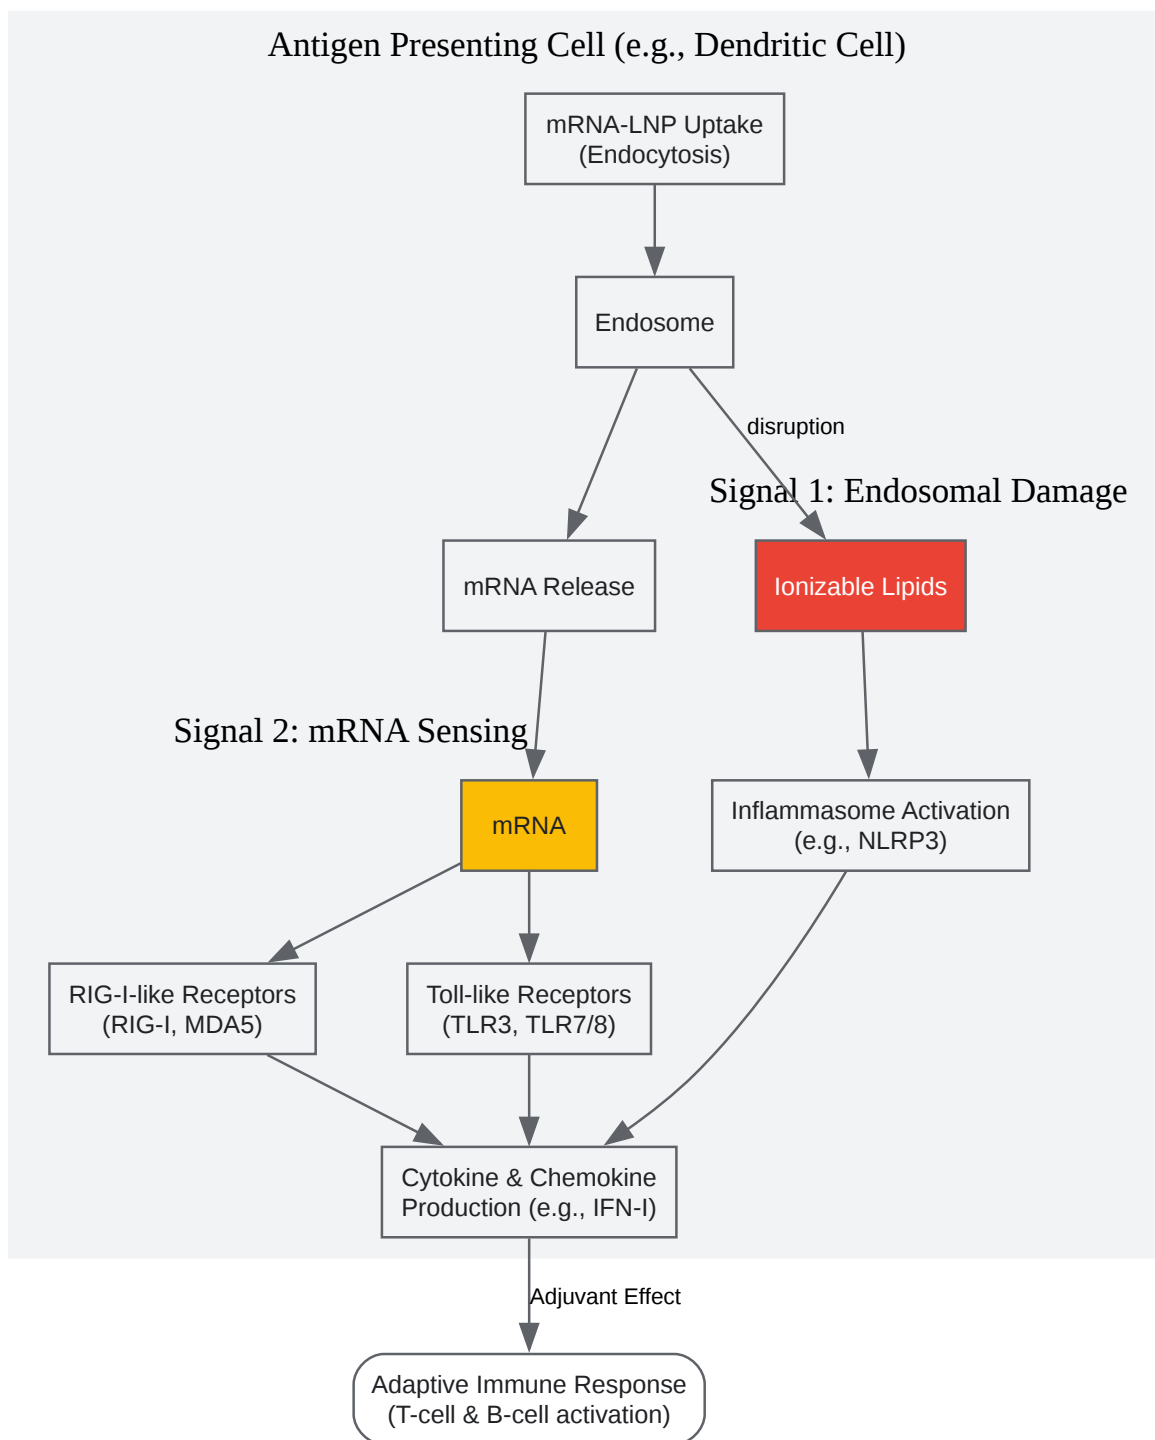 Antigen Presenting Cell (e.g., Dendritic Cell)
mRNA-LNP Uptake
(Endocytosis)
Endosome
disruption
Signal 1: Endosomal Damage
mRNA Release
Ionizable Lipids
Signal 2: mRNA Sensing
mRNA
Inflammasome Activation
(e.g., NLRP3)
RIG-I-like Receptors
(RIG-I, MDA5)
Toll-like Receptors
(TLR3, TLR7/8)
Cytokine & Chemokine
Production (e.g., IFN-I)
Adjuvant Effect
Adaptive Immune Response
(T-cell & B-cell activation)